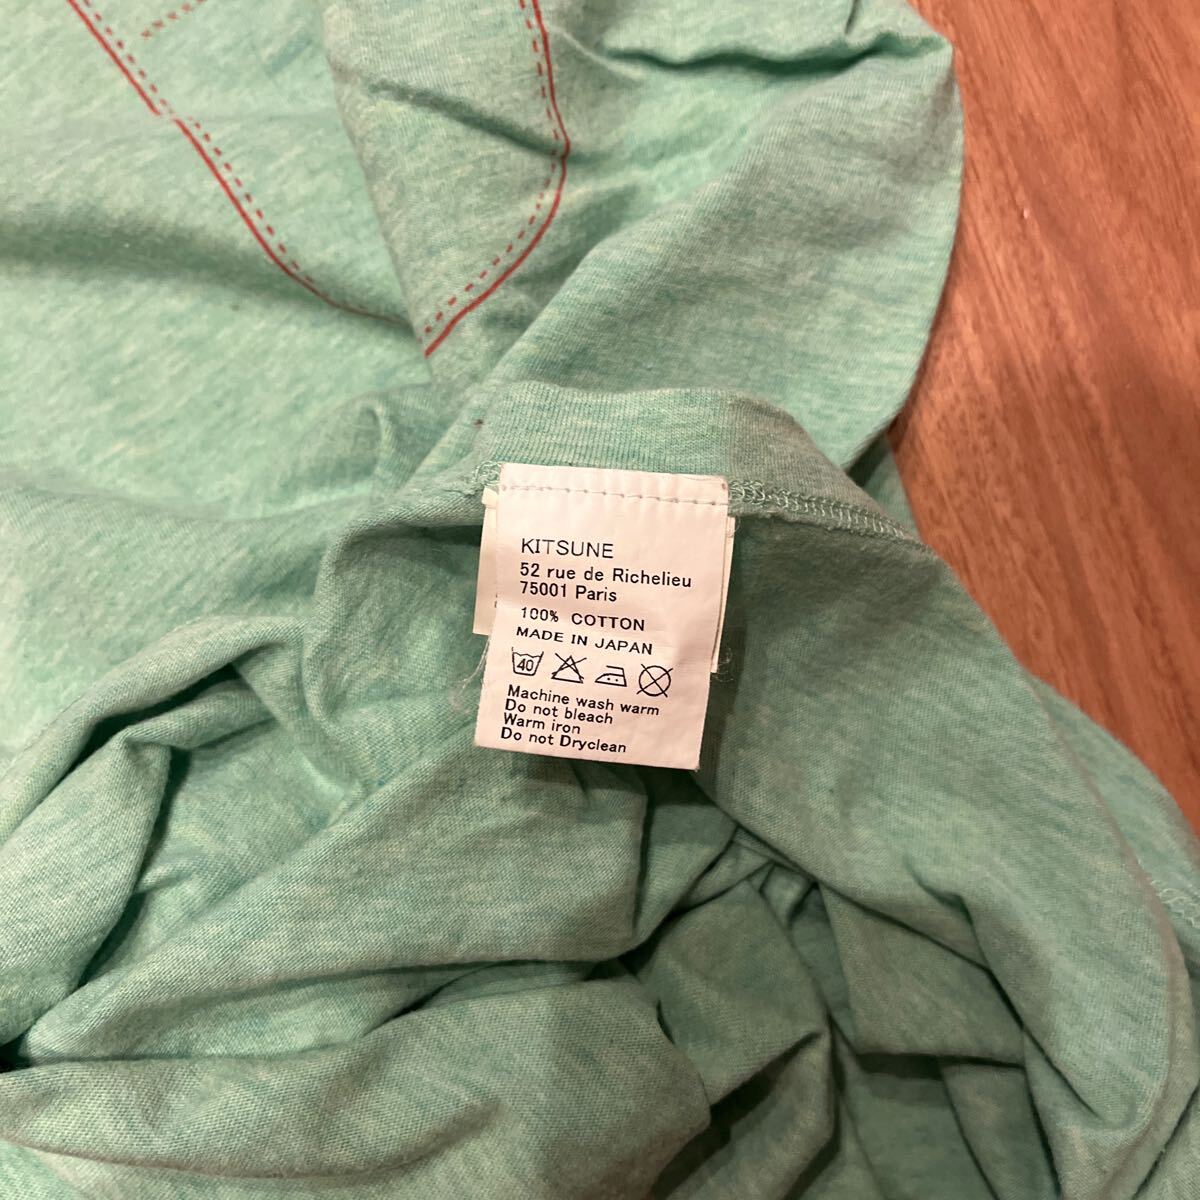 KITSUNE
52 rue de Richelieu
75001 Paris
100% COTTON
MADE IN JAPAN
40
Machine wash warm
Do not bleach
Warm iron
Do not Dryclean